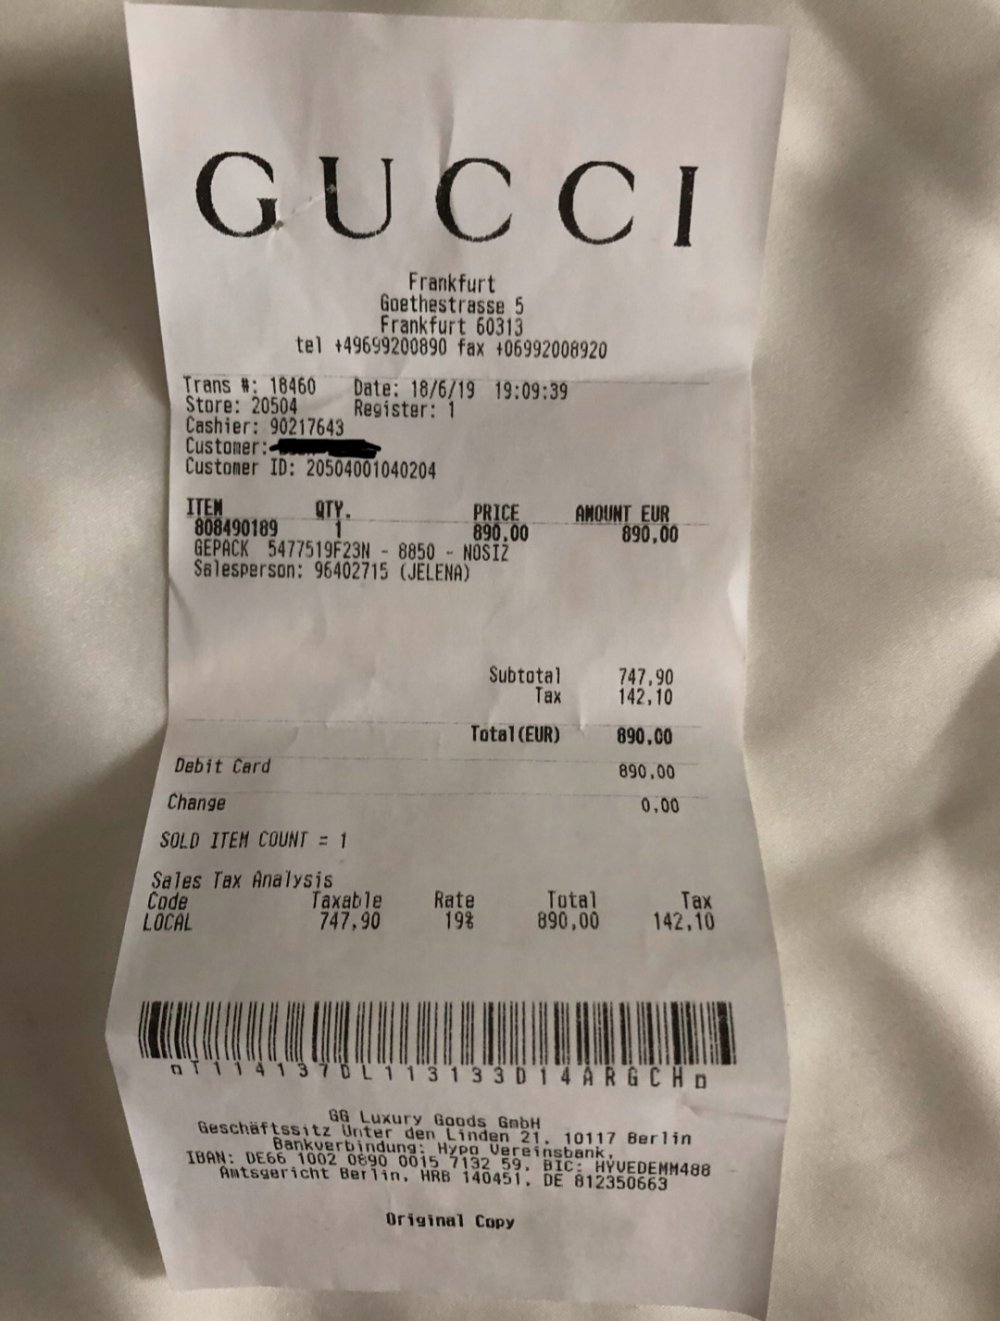 GUCCI
Frankfurt
Goethestrasse 5
Frankfurt 60313
tel +49699200890 fax +06992008920
Trans #: 18460 Date: 18/6/19 19:09:39
Store: 20504 Register: 1
Cashier: 90217643
Customer:
Customer ID: 20504001040204
ITEM QTY. PRICE AMOUNT EUR
808490189 1 890,00 890,00
GEPACK 5477519F23N - 8850 - NOSIZ
Salesperson: 96402715 (JELENA)
Subtotal 747,90
Tax 142,10
Total(EUR) 890,00
Debit Card 890,00
Change 0,00
SOLD ITEM COUNT = 1
Sales Tax Analysis
Code Taxable Rate Total Tax
LOCAL 747,90 19% 890,00 142,10
T114137DL113133D14ARGCH
GG Luxury Goods GmbH
Geschäftssitz Unter den Linden 21, 10117 Berlin
Bankverbindung: Hypo Vereinsbank,
IBAN: DE66 1002 0890 0015 7132 59, BIC: HYVEDEMM488
Amtsgericht Berlin, HRB 140451, DE 812350663
Original Copy